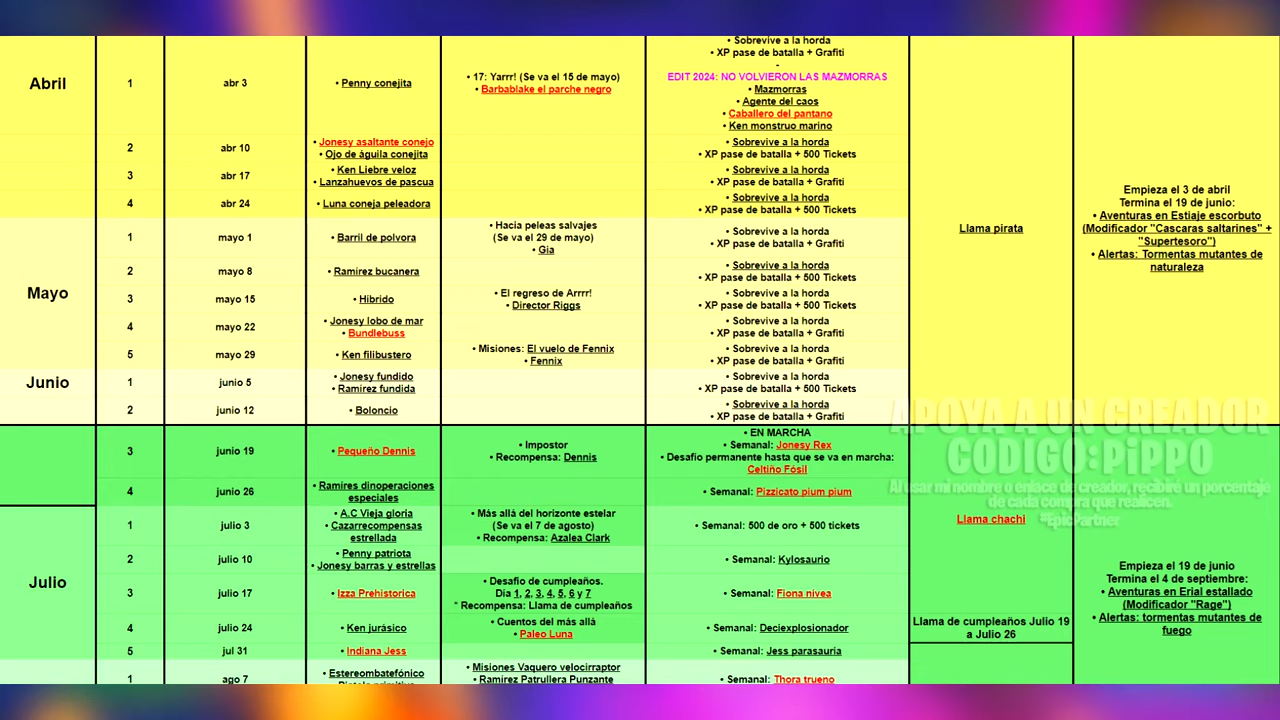 • Sobrevive a la horda
• XP pase de batalla + Grafiti
-
EDIT 2024: NO VOLVIERON LAS MAZMORRAS
Abril
1
abr 3
• Penny conejita
• 17: Yarrr! (Se va el 15 de mayo)
• Barbablake el parche negro
• Mazmorras
• Agente del caos
• Caballero del pantano
• Ken monstruo marino
2
abr 10
• Jonesy asaltante conejo
• Ojo de águila conejita
• Sobrevive a la horda
• XP pase de batalla + 500 Tickets
3
abr 17
• Ken Liebre veloz
• Lanzahuevos de pascua
• Sobrevive a la horda
• XP pase de batalla + Grafiti
4
abr 24
• Luna coneja peleadora
• Sobrevive a la horda
• XP pase de batalla + 500 Tickets
Llama pirata
Empieza el 3 de abril
Termina el 19 de junio:
• Aventuras en Estiaje escorbuto
(Modificador "Cascaras saltarines" +
"Supertesoro")
• Alertas: Tormentas mutantes de
naturaleza
Mayo
1
mayo 1
• Barril de polvora
• Hacia peleas salvajes
(Se va el 29 de mayo)
• Gia
• Sobrevive a la horda
• XP pase de batalla + Grafiti
2
mayo 8
• Ramirez bucanera
• Sobrevive a la horda
• XP pase de batalla + 500 Tickets
3
mayo 15
• Híbrido
• El regreso de Arrr!
• Director Riggs
• Sobrevive a la horda
• XP pase de batalla + 500 Tickets
4
mayo 22
• Jonesy lobo de mar
• Bundlebuss
• Sobrevive a la horda
• XP pase de batalla + Grafiti
5
mayo 29
• Ken filibustero
• Misiones: El vuelo de Fennix
• Fennix
• Sobrevive a la horda
• XP pase de batalla + Grafiti
Junio
1
junio 5
• Jonesy fundido
• Ramírez fundida
• Sobrevive a la horda
• XP pase de batalla + 500 Tickets
2
junio 12
• Boloncio
• Sobrevive a la horda
• XP pase de batalla + Grafiti
3
junio 19
• Pequeño Dennis
• Impostor
• Recompensa: Dennis
• EN MARCHA
• Semanal: Jonesy Rex
• Desafio permanente hasta que se va en marcha:
Celtiño Fósil
4
junio 26
• Ramires dinoperaciones
especiales
• Semanal: Pizzicato pium pium
APOYA A UN CREADOR
CODIGO:PiPPO
Al usar mi nombre o enlace de creador, recibiré un porcentaje
de cada compra que realicen.
#EpicPartner
Llama chachi
Julio
1
julio 3
• A.C Vieja gloria
• Cazarrecompensas
estrellada
• Más allá del horizonte estelar
(Se va el 7 de agosto)
• Recompensa: Azalea Clark
• Semanal: 500 de oro + 500 tickets
2
julio 10
• Penny patriota
• Jonesy barras y estrellas
• Semanal: Kylosaurio
3
julio 17
• Izza Prehistorica
• Desafio de cumpleaños.
Día 1, 2, 3, 4, 5, 6 y 7
* Recompensa: Llama de cumpleaños
• Semanal: Fiona nivea
4
julio 24
• Ken jurásico
• Cuentos del más allá
• Paleo Luna
• Semanal: Deciexplosionador
Llama de cumpleaños Julio 19
a Julio 26
Empieza el 19 de junio
Termina el 4 de septiembre:
• Aventuras en Erial estallado
(Modificador "Rage")
• Alertas: tormentas mutantes de
fuego
5
jul 31
• Indiana Jess
• Semanal: Jess parasauria
1
ago 7
• Estereombatefónico
• Misiones Vaquero velocirraptor
• Ramirez Patrullera Punzante
• Semanal: Thora trueno